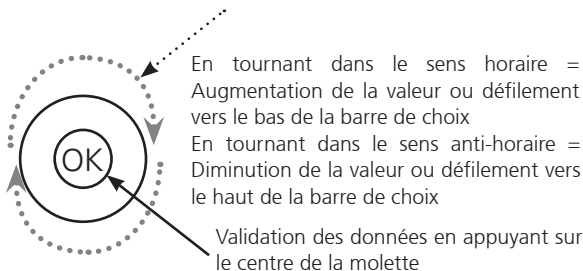 En tournant dans le sens horaire =
Augmentation de la valeur ou défilement
vers le bas de la barre de choix
En tournant dans le sens anti-horaire =
Diminution de la valeur ou défilement vers
le haut de la barre de choix
OK
Validation des données en appuyant sur
le centre de la molette